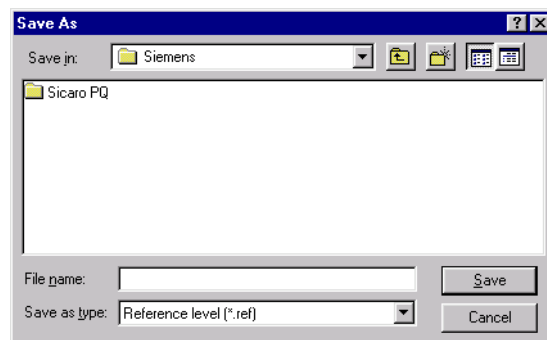 Save As
Save in: Siemens
Sicaro PQ
File name: Save
Save as type: Reference level (*.ref) Cancel